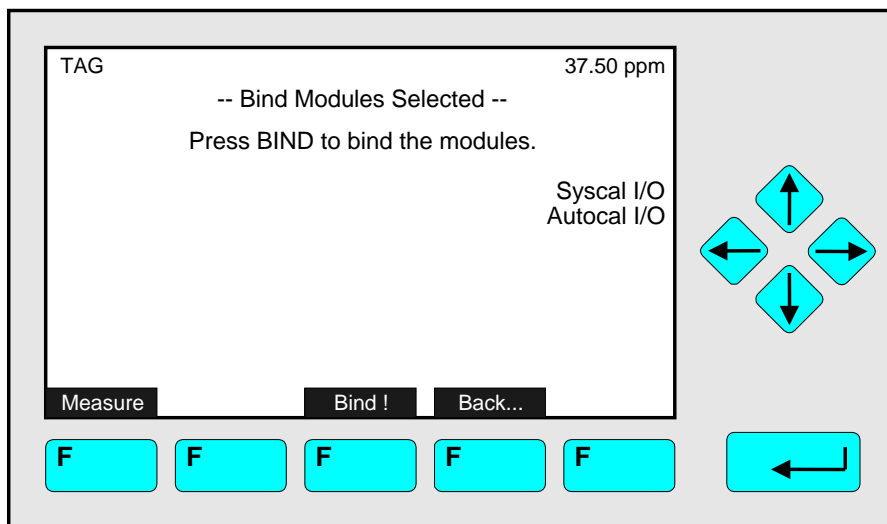 TAG 37.50 ppm
-- Bind Modules Selected --
Press BIND to bind the modules.
Syscal I/O
Autocal I/O
Measure Bind ! Back...
F F F F F